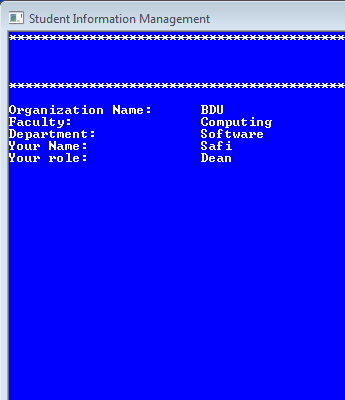 Student Information Management
*******************************************
*******************************************
Organization Name: BDU
Faculty: Computing
Department: Software
Your Name: Safi
Your role: Dean